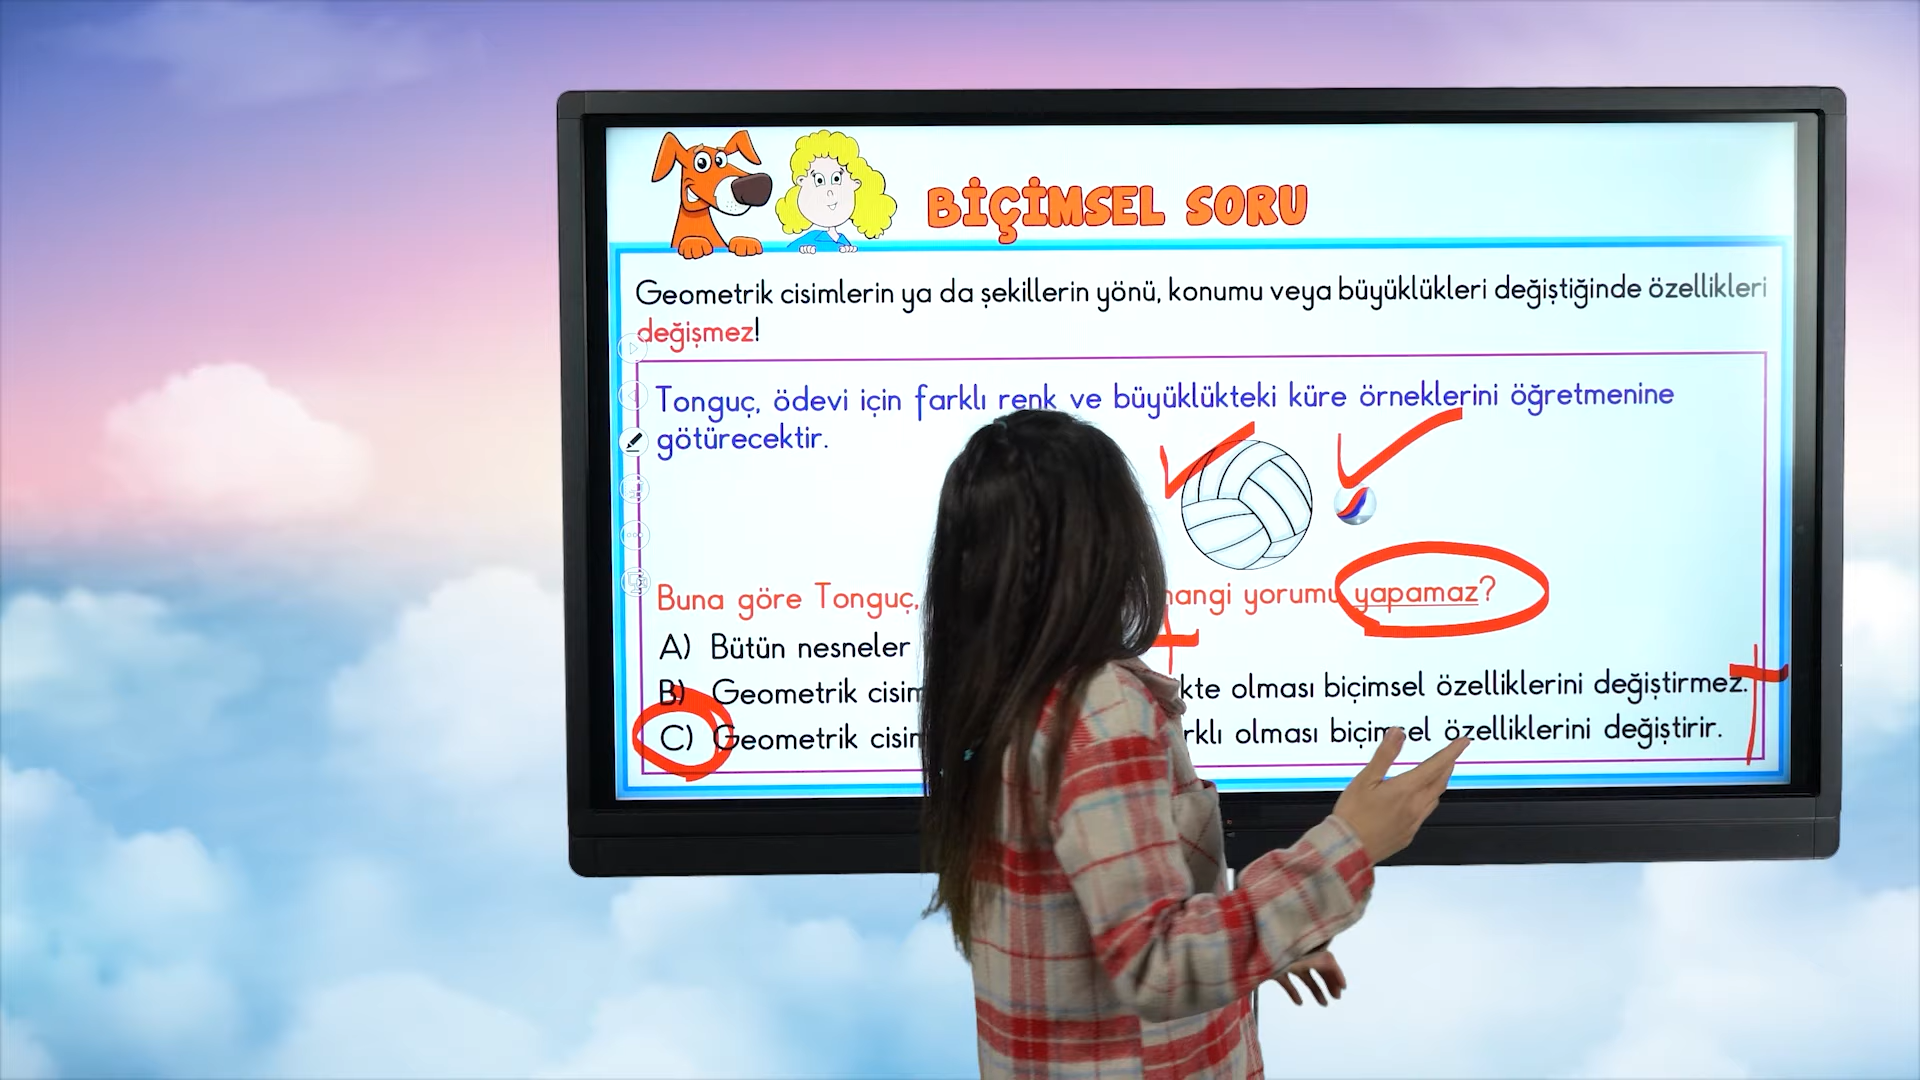 BİÇİMSEL SORU
Geometrik cisimlerin ya da şekillerin yönü, konumu veya büyüklükleri değiştiğinde özellikleri
değişmez!
Tonguç, ödevi için farklı renk ve büyüklükteki küre örneklerini öğretmenine
götürecektir.
Buna göre Tonguç, hangi yorumu yapamaz?
A) Bütün nesneler
B) Geometrik cisim kte olması biçimsel özelliklerini değiştirmez.
C) Geometrik cisim rklı olması biçimsel özelliklerini değiştirir.